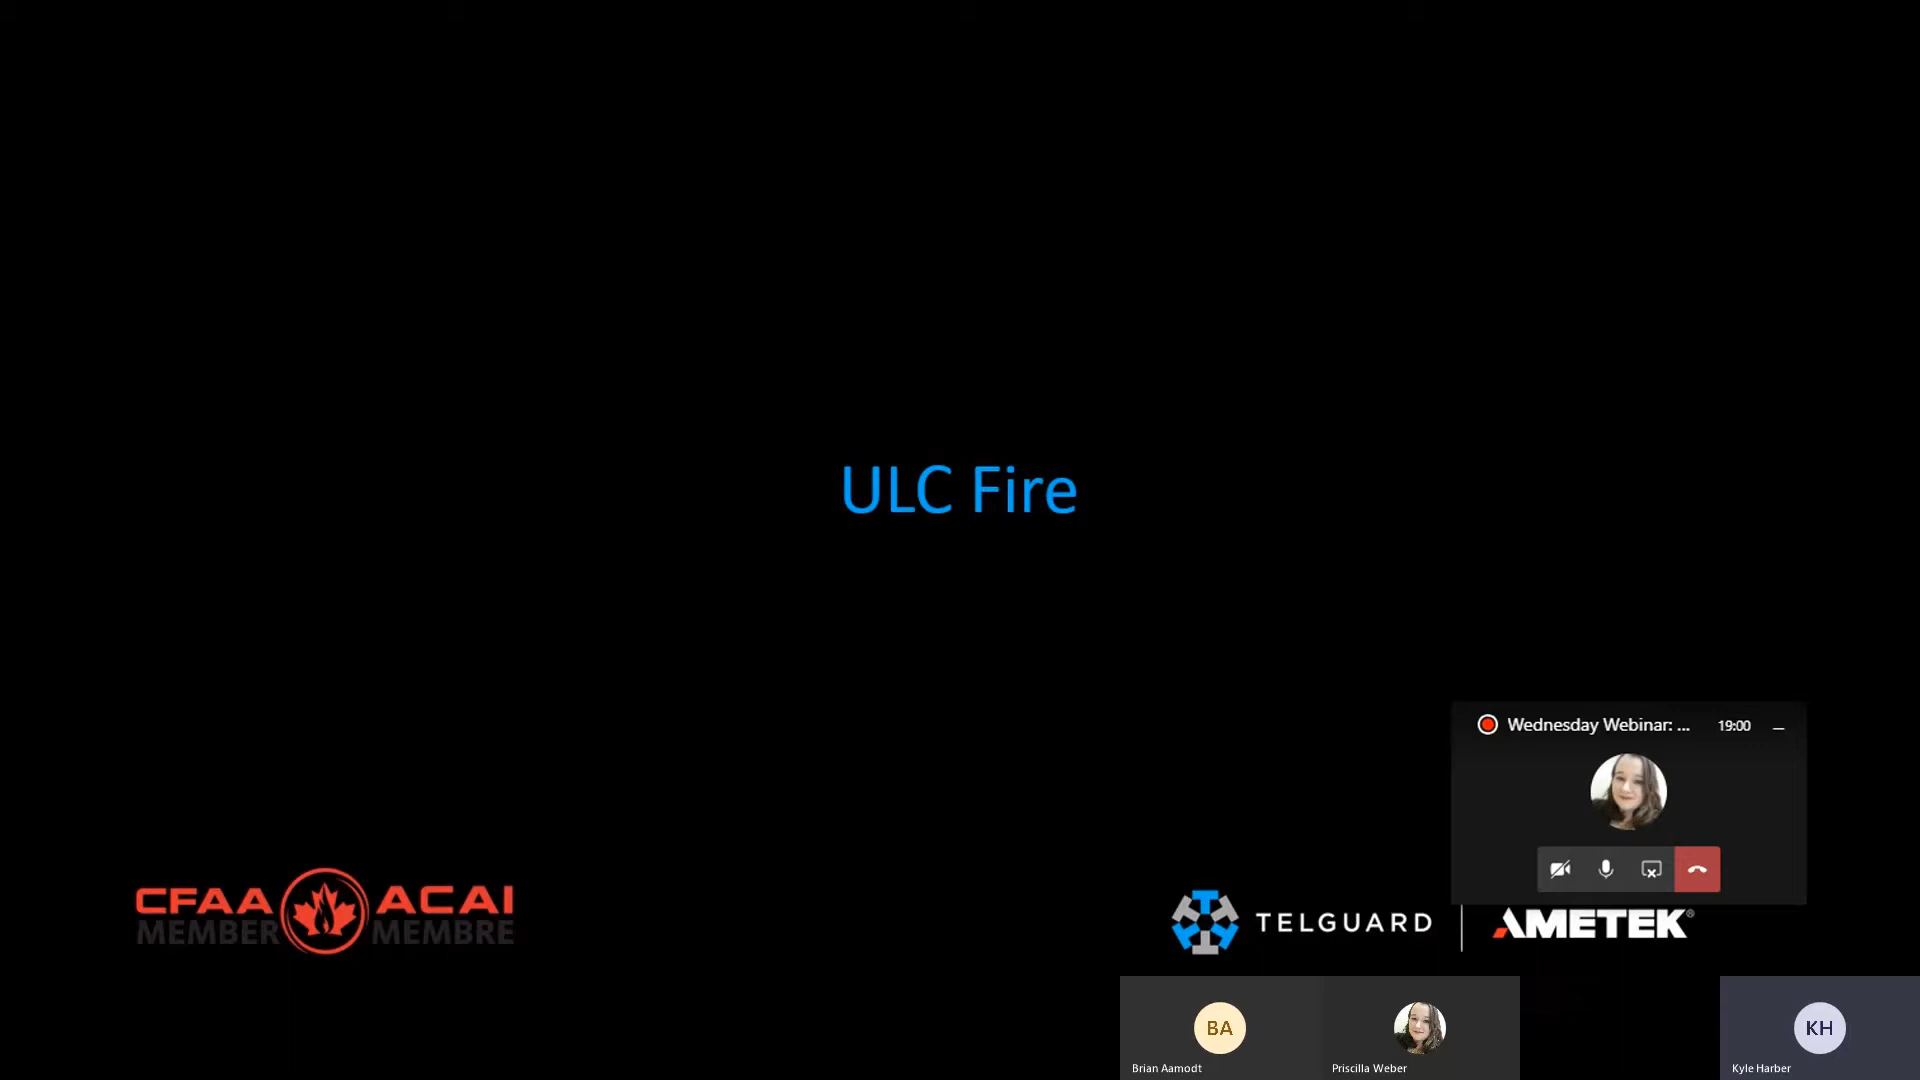 ULC Fire
Wednesday Webinar: ... 19:00
CFAA ACAI
MEMBER MEMBRE
TELGUARD AMETEK®
BA
KH
Brian Aamodt
Priscilla Weber
Kyle Harber